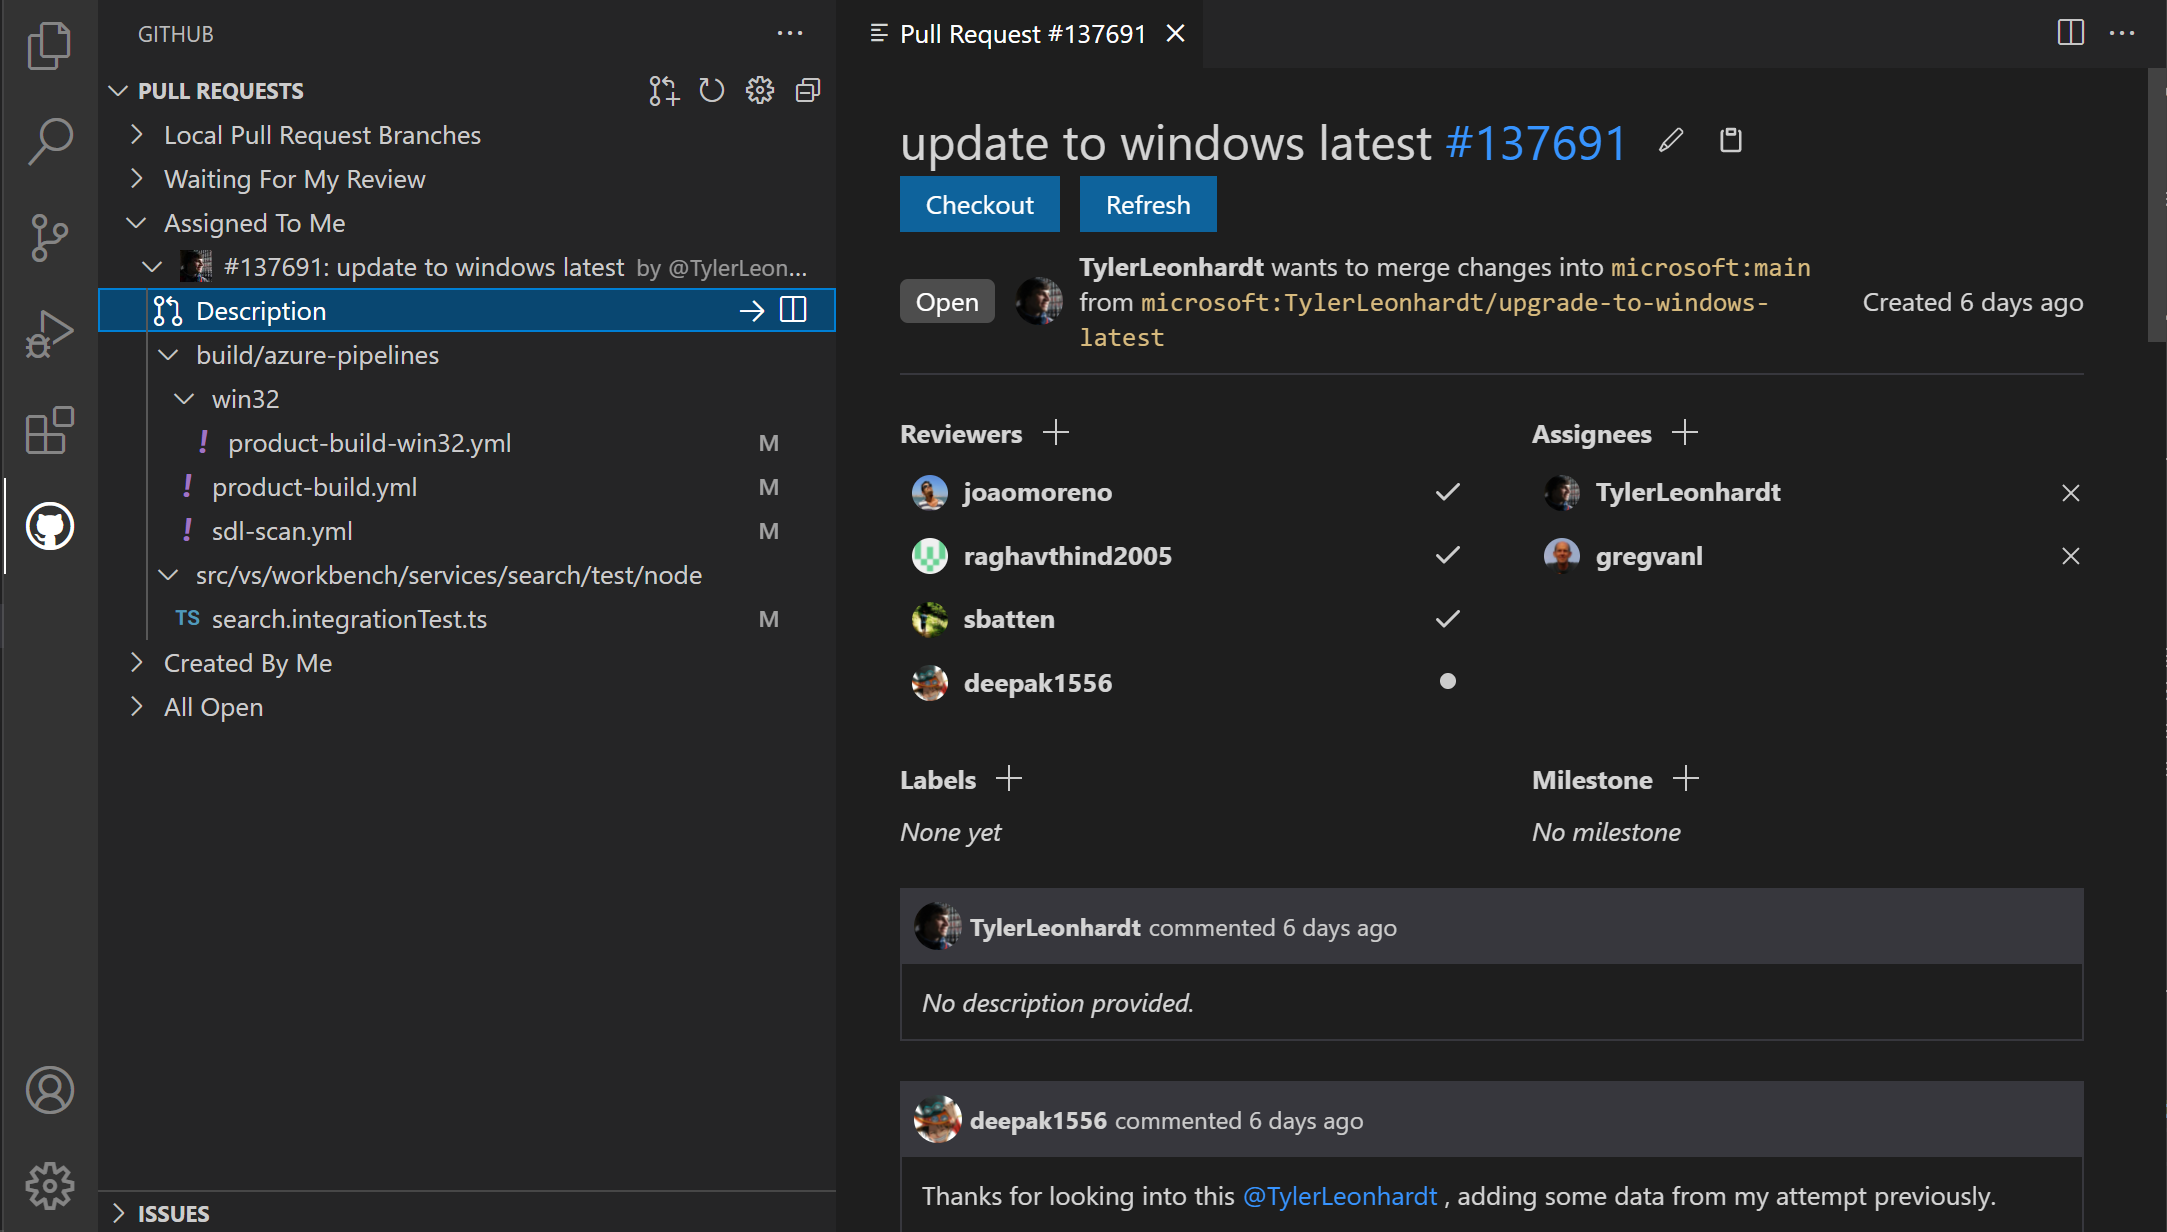 GITHUB
PULL REQUESTS
Local Pull Request Branches
Waiting For My Review
Assigned To Me
#137691: update to windows latest by @TylerLeon...
Description
build/azure-pipelines
win32
! product-build-win32.yml M
! product-build.yml M
! sdl-scan.yml M
src/vs/workbench/services/search/test/node
TS search.integrationTest.ts M
Created By Me
All Open
ISSUES
Pull Request #137691
update to windows latest #137691
Checkout Refresh
Open
TylerLeonhardt wants to merge changes into microsoft:main
from microsoft:TylerLeonhardt/upgrade-to-windows-
latest
Created 6 days ago
Reviewers
joaomoreno
raghavthind2005
sbatten
deepak1556
Assignees
TylerLeonhardt
gregvanl
Labels
None yet
Milestone
No milestone
TylerLeonhardt commented 6 days ago
No description provided.
deepak1556 commented 6 days ago
Thanks for looking into this @TylerLeonhardt , adding some data from my attempt previously.